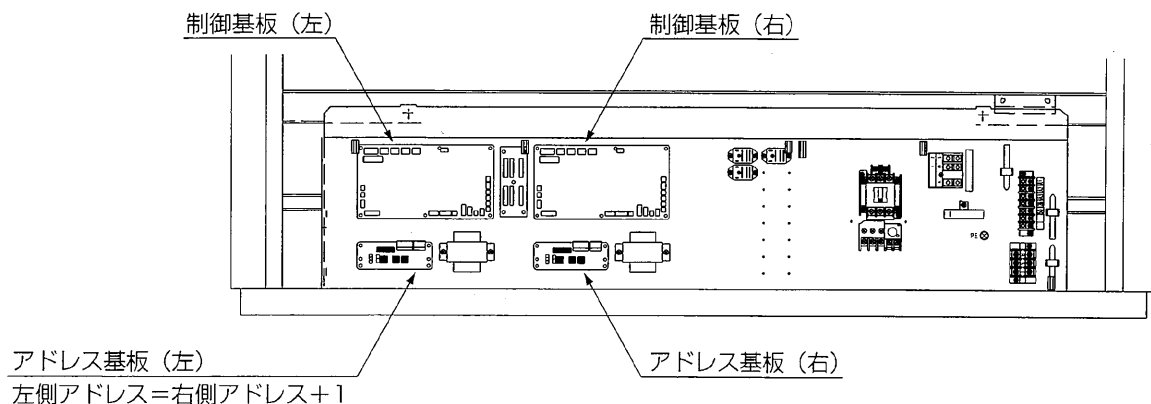 制御基板（左）
制御基板（右）
PE
アドレス基板（左）
左側アドレス＝右側アドレス＋1
アドレス基板（右）